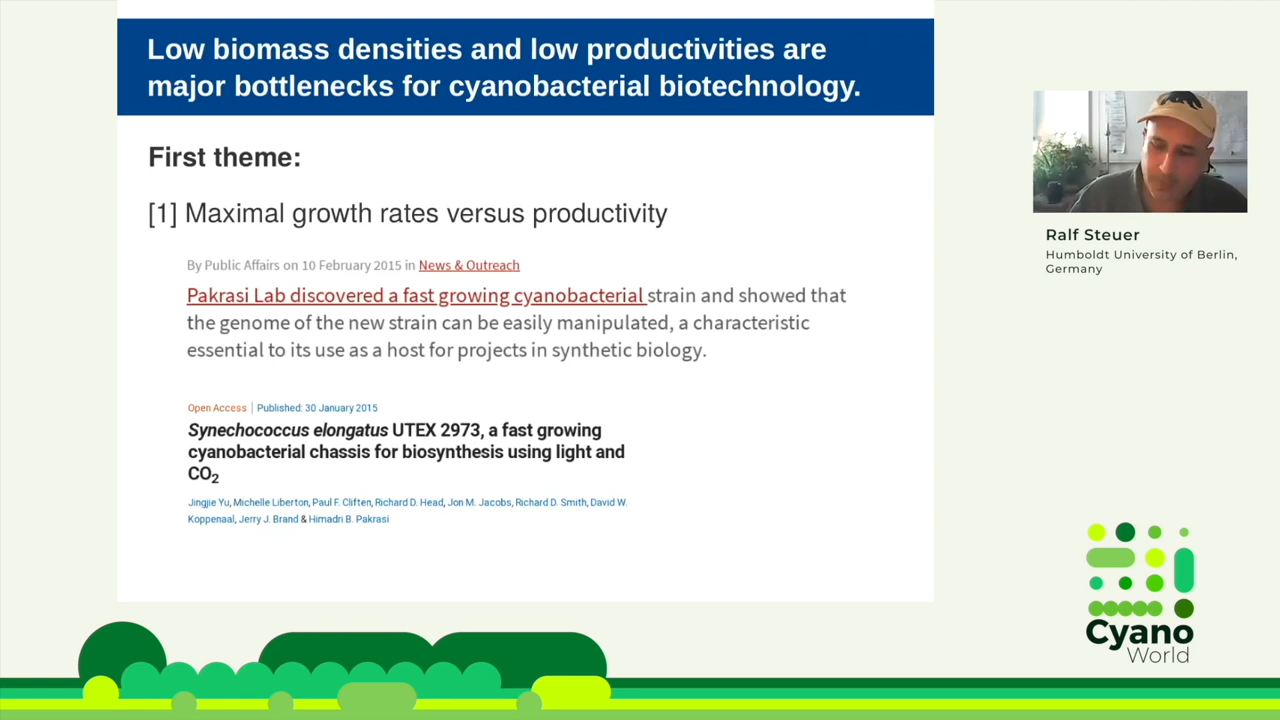 Low biomass densities and low productivities are
major bottlenecks for cyanobacterial biotechnology.
First theme:
[1] Maximal growth rates versus productivity
By Public Affairs on 10 February 2015 in News & Outreach
Pakrasi Lab discovered a fast growing cyanobacterial strain and showed that
the genome of the new strain can be easily manipulated, a characteristic
essential to its use as a host for projects in synthetic biology.
Open Access | Published: 30 January 2015
Synechococcus elongatus UTEX 2973, a fast growing
cyanobacterial chassis for biosynthesis using light and
CO2
Jingjie Yu, Michelle Liberton, Paul F. Cliften, Richard D. Head, Jon M. Jacobs, Richard D. Smith, David W.
Koppenaal, Jerry J. Brand & Himadri B. Pakrasi
Ralf Steuer
Humboldt University of Berlin,
Germany
Cyano
World